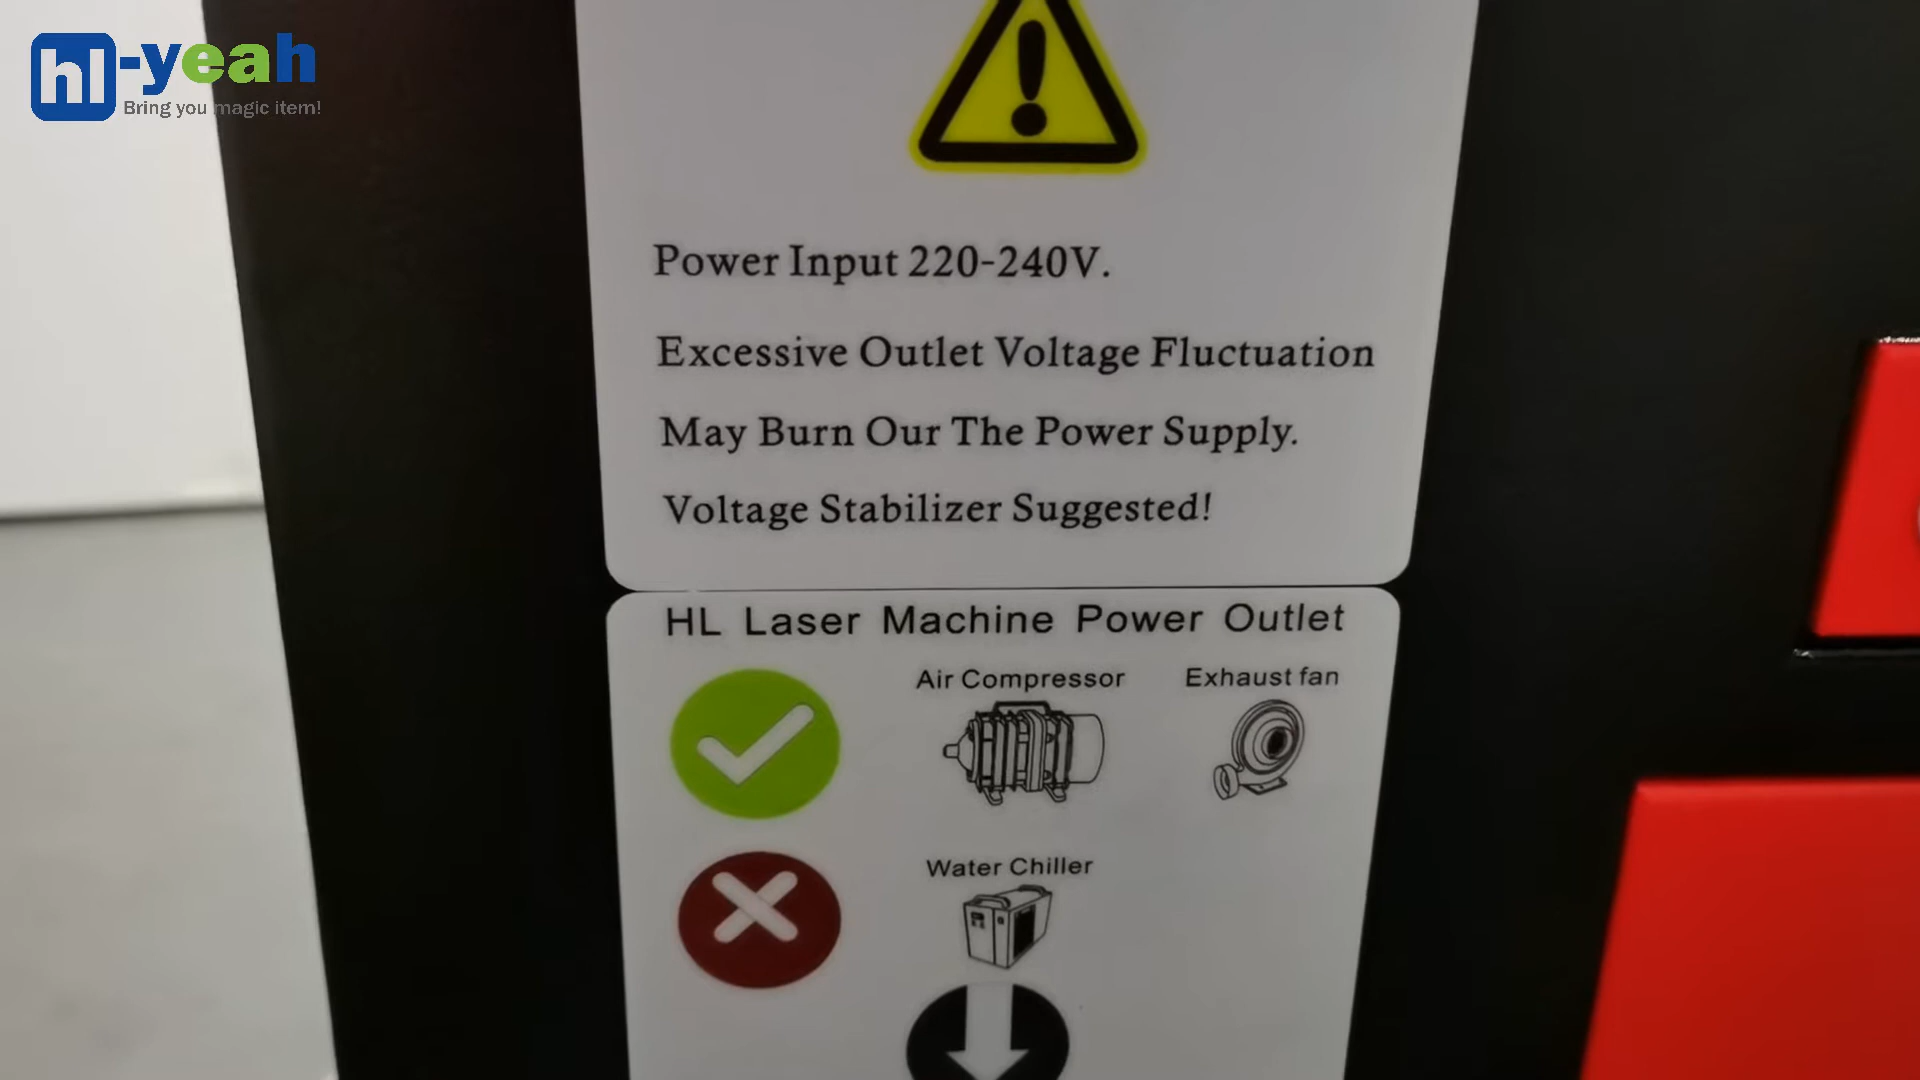 hl-yeah
Bring you magic item!
Power Input 220-240V.
Excessive Outlet Voltage Fluctuation
May Burn Our The Power Supply.
Voltage Stabilizer Suggested!
HL Laser Machine Power Outlet
Air Compressor
Exhaust fan
Water Chiller